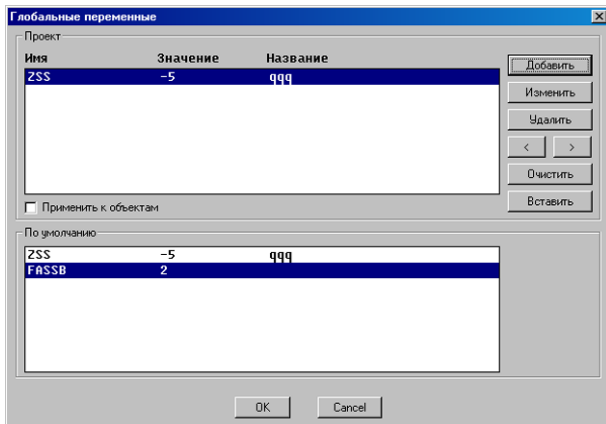 Глобальные переменные
Проект
Имя Значение Название
ZSS -5 qqq
Добавить
Изменить
Удалить
< >
Очистить
Вставить
Применить к объектам
По умолчанию
ZSS -5 qqq
FASSB 2
OK Cancel